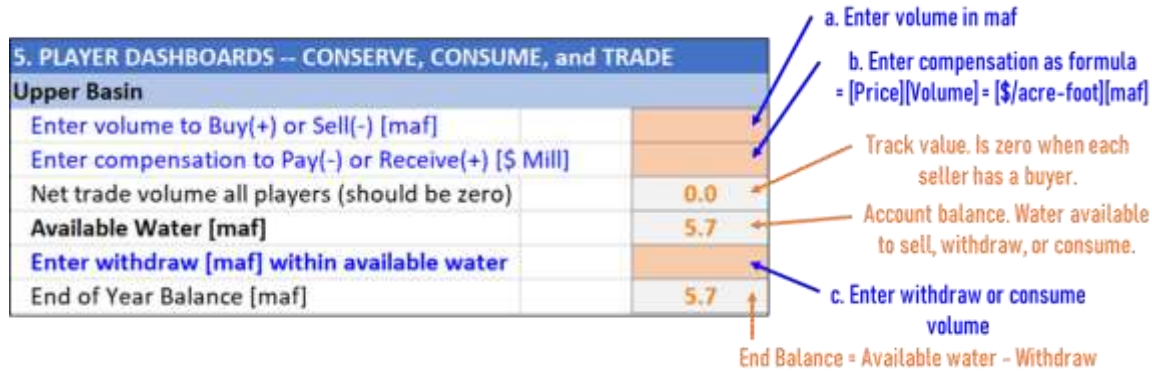 a. Enter volume in maf
5. PLAYER DASHBOARDS -- CONSERVE, CONSUME, and TRADE
b. Enter compensation as formula
= [Price][Volume] = [$/acre-foot][maf]
Upper Basin
Enter volume to Buy(+) or Sell(-) [maf]
Enter compensation to Pay(-) or Receive(+) [$ Mill]
Track value. Is zero when each
seller has a buyer.
Net trade volume all players (should be zero) 0.0
Available Water [maf] 5.7
Account balance. Water available
to sell, withdraw, or consume.
Enter withdraw [maf] within available water
End of Year Balance [maf] 5.7
c. Enter withdraw or consume
volume
End Balance = Available water - Withdraw